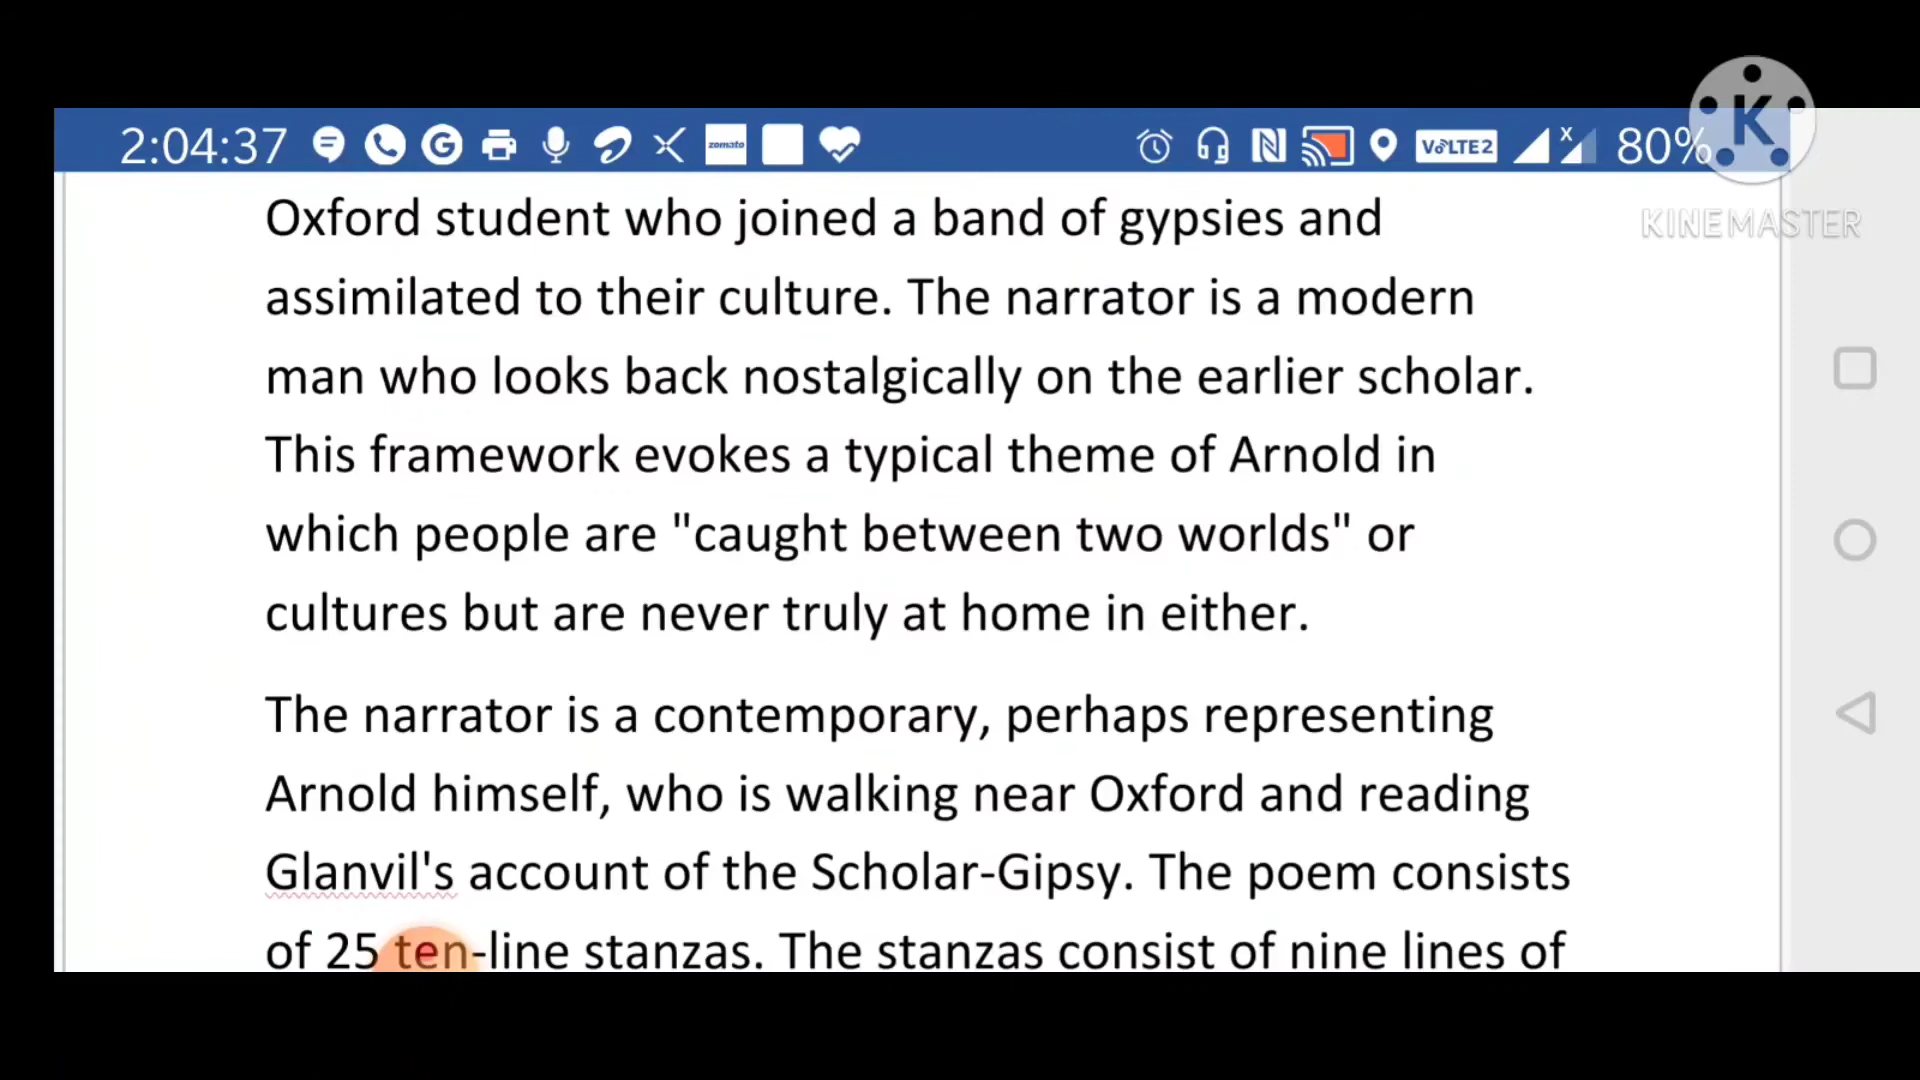 2:04:37 zomato VoLTE2 80%
K
KINEMASTER
Oxford student who joined a band of gypsies and
assimilated to their culture. The narrator is a modern
man who looks back nostalgically on the earlier scholar.
This framework evokes a typical theme of Arnold in
which people are "caught between two worlds" or
cultures but are never truly at home in either.
The narrator is a contemporary, perhaps representing
Arnold himself, who is walking near Oxford and reading
Glanvil's account of the Scholar-Gipsy. The poem consists
of 25 ten-line stanzas. The stanzas consist of nine lines of